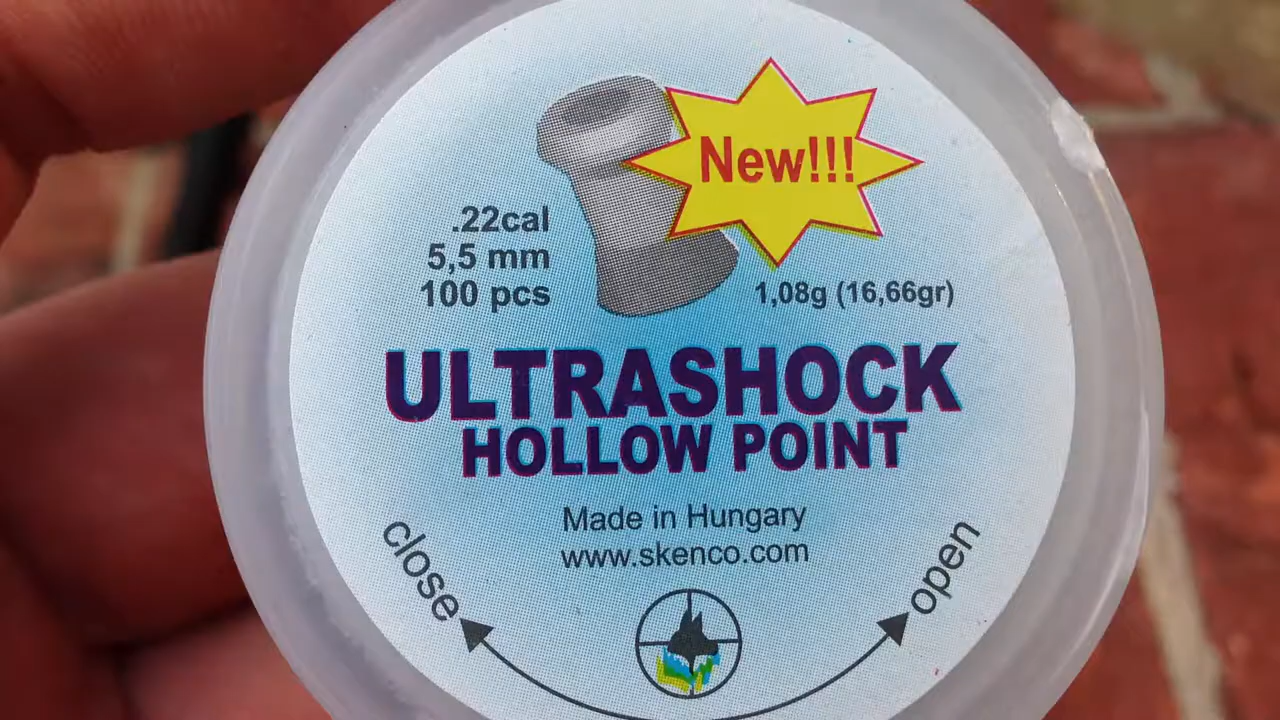 New!!!
.22cal
5,5 mm
100 pcs
1,08g (16,66gr)
ULTRASHOCK
HOLLOW POINT
Made in Hungary
www.skenco.com
close
open